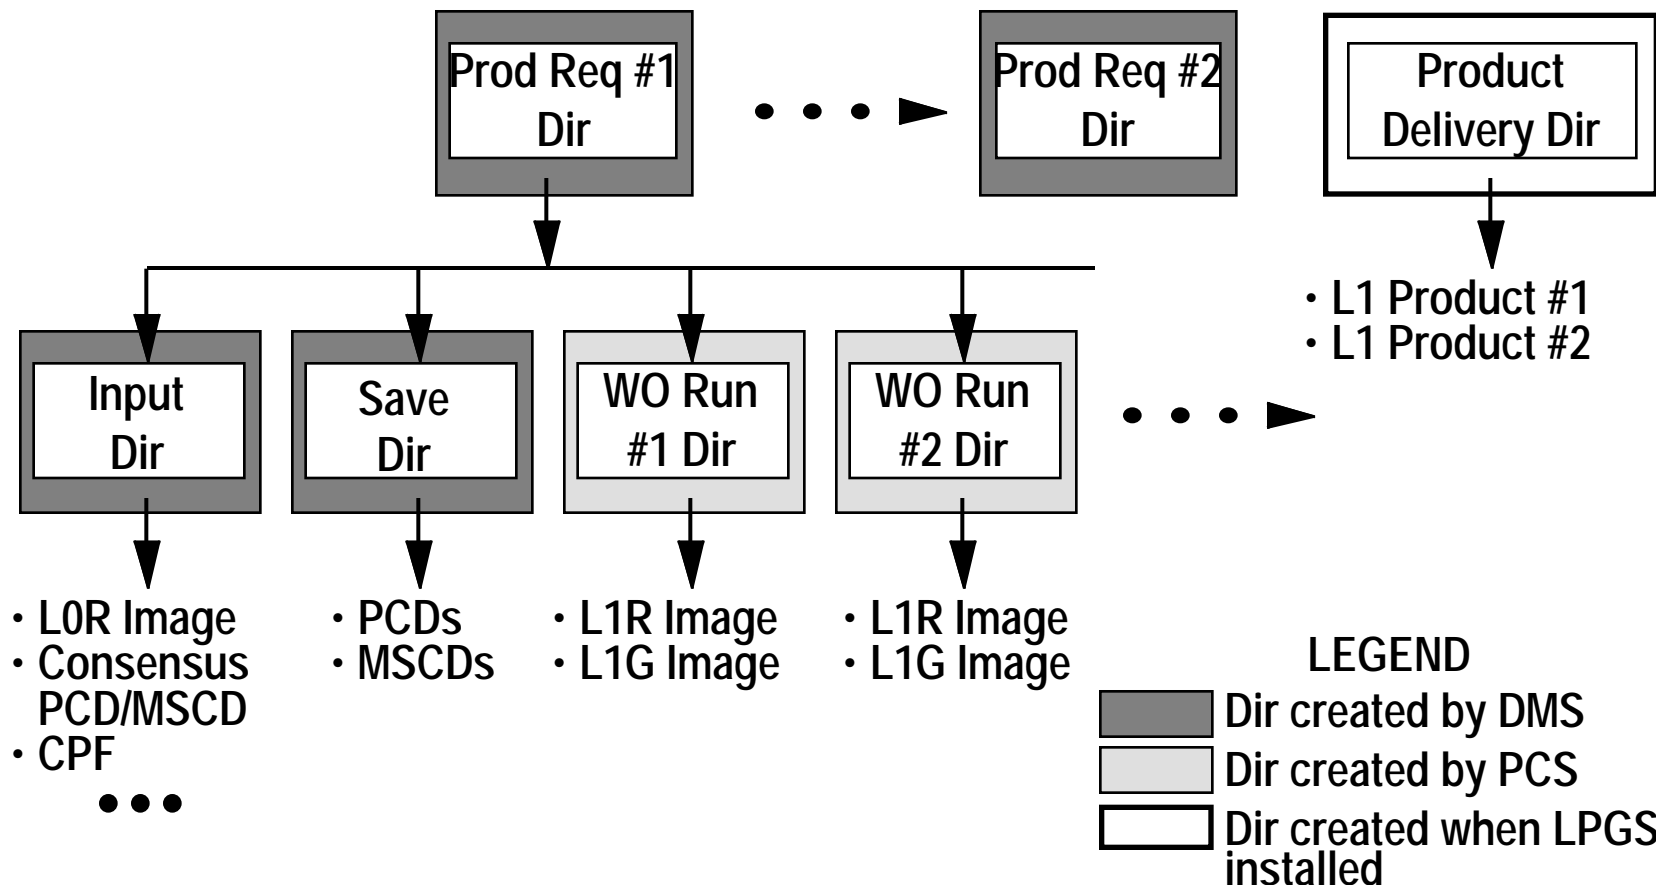 Prod Req #1
Dir
Prod Req #2
Dir
Product
Delivery Dir
· L1 Product #1
· L1 Product #2
Input
Dir
Save
Dir
WO Run
#1 Dir
WO Run
#2 Dir
· L0R Image
· Consensus
PCD/MSCD
· CPF
· PCDs
· MSCDs
· L1R Image
· L1G Image
· L1R Image
· L1G Image
LEGEND
Dir created by DMS
Dir created by PCS
Dir created when LPGS
installed